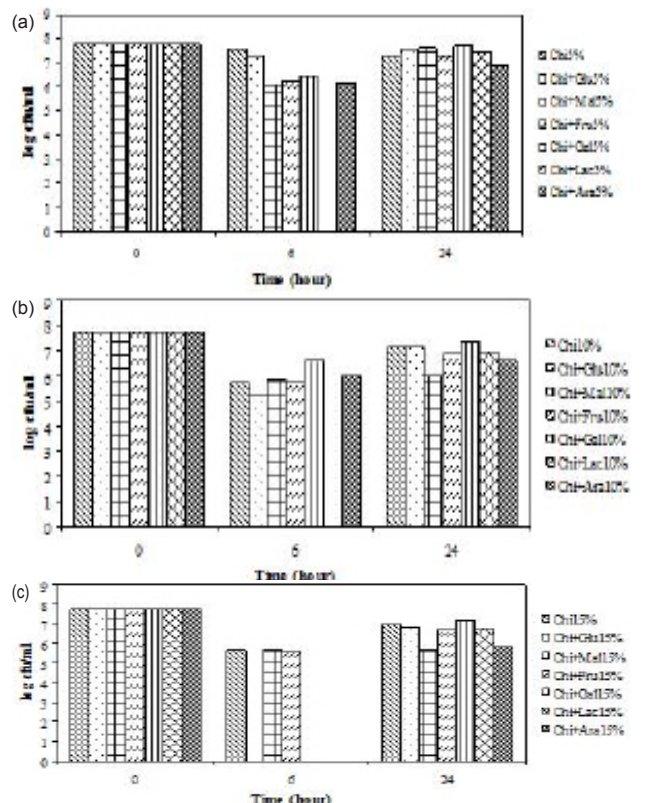 (a)
9
8
7
6
5
4
3
2
1
0
log cfu/ml
0 6 24
Time (hour)
Chi5%
Chi+Glu5%
Chi+Mal5%
Chi+Fru5%
Chi+Gal5%
Chi+Lac5%
Chi+Ara5%
(b)
9
8
7
6
5
4
3
2
1
0
log cfu/ml
0 6 24
Time (hour)
Chi10%
Chi+Glu10%
Chi+Mal10%
Chi+Fru10%
Chi+Gal10%
Chi+Lac10%
Chi+Ara10%
(c)
9
8
7
6
5
4
3
2
1
0
log cfu/ml
0 6 24
Time (hour)
Chi15%
Chi+Glu15%
Chi+Mal15%
Chi+Fru15%
Chi+Gal15%
Chi+Lac15%
Chi+Ara15%